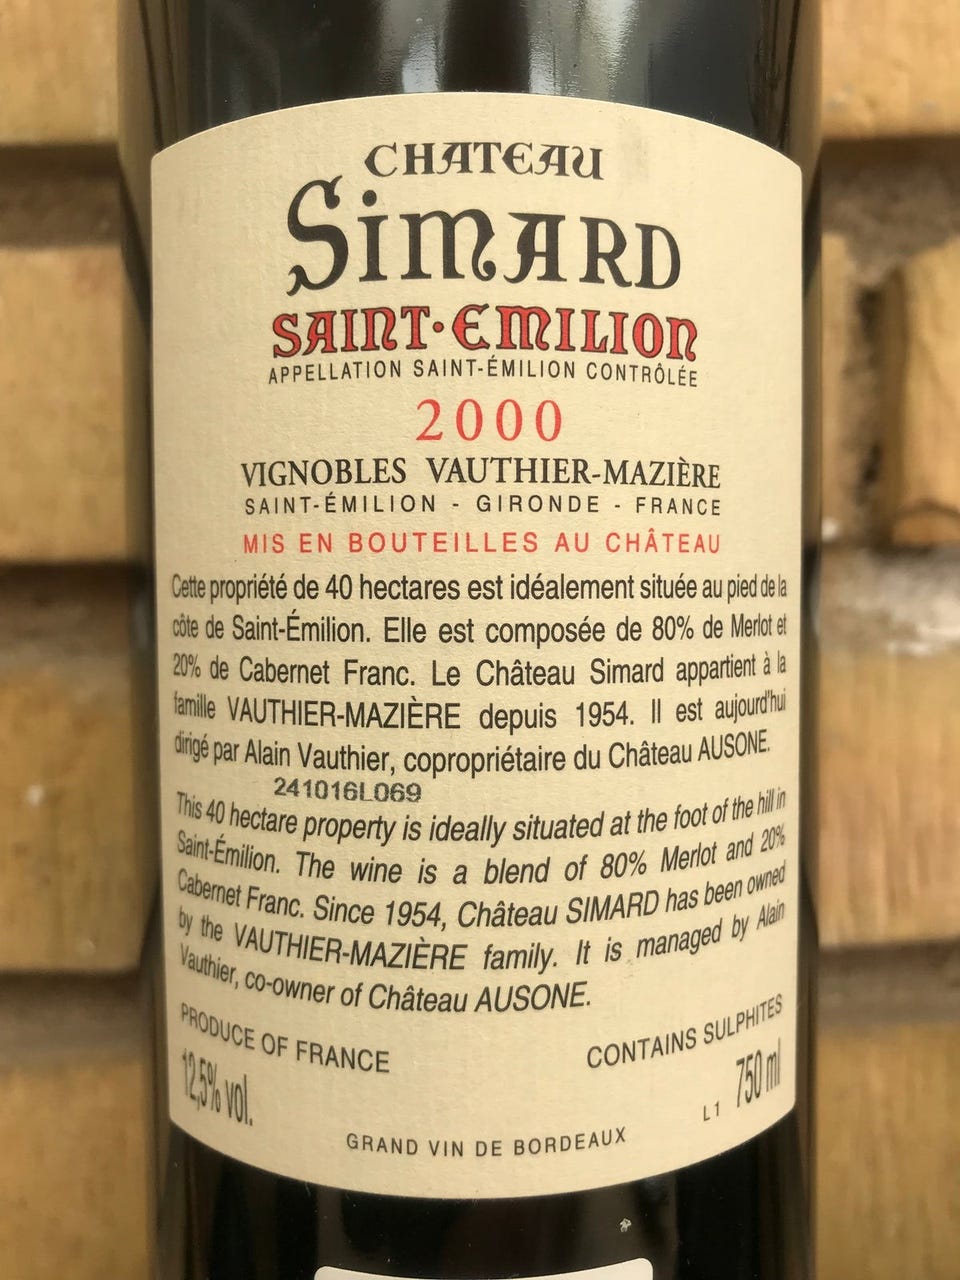 CHATEAU
SIMARD
SAINT·EMILION
APPELLATION SAINT-ÉMILION CONTRÔLÉE
2000
VIGNOBLES VAUTHIER-MAZIÈRE
SAINT-ÉMILION - GIRONDE - FRANCE
MIS EN BOUTEILLES AU CHÂTEAU
Cette propriété de 40 hectares est idéalement située au pied de la
côte de Saint-Émilion. Elle est composée de 80% de Merlot et
20% de Cabernet Franc. Le Château Simard appartient à la
famille VAUTHIER-MAZIÈRE depuis 1954. Il est aujourd'hui
dirigé par Alain Vauthier, copropriétaire du Château AUSONE.
241016L069
This 40 hectare property is ideally situated at the foot of the hill in
Saint-Émilion. The wine is a blend of 80% Merlot and 20%
Cabernet Franc. Since 1954, Château SIMARD has been owned
by the VAUTHIER-MAZIÈRE family. It is managed by Alain
Vauthier, co-owner of Château AUSONE.
PRODUCE OF FRANCE
CONTAINS SULPHITES
12,5% vol.
L1 750 ml
GRAND VIN DE BORDEAUX